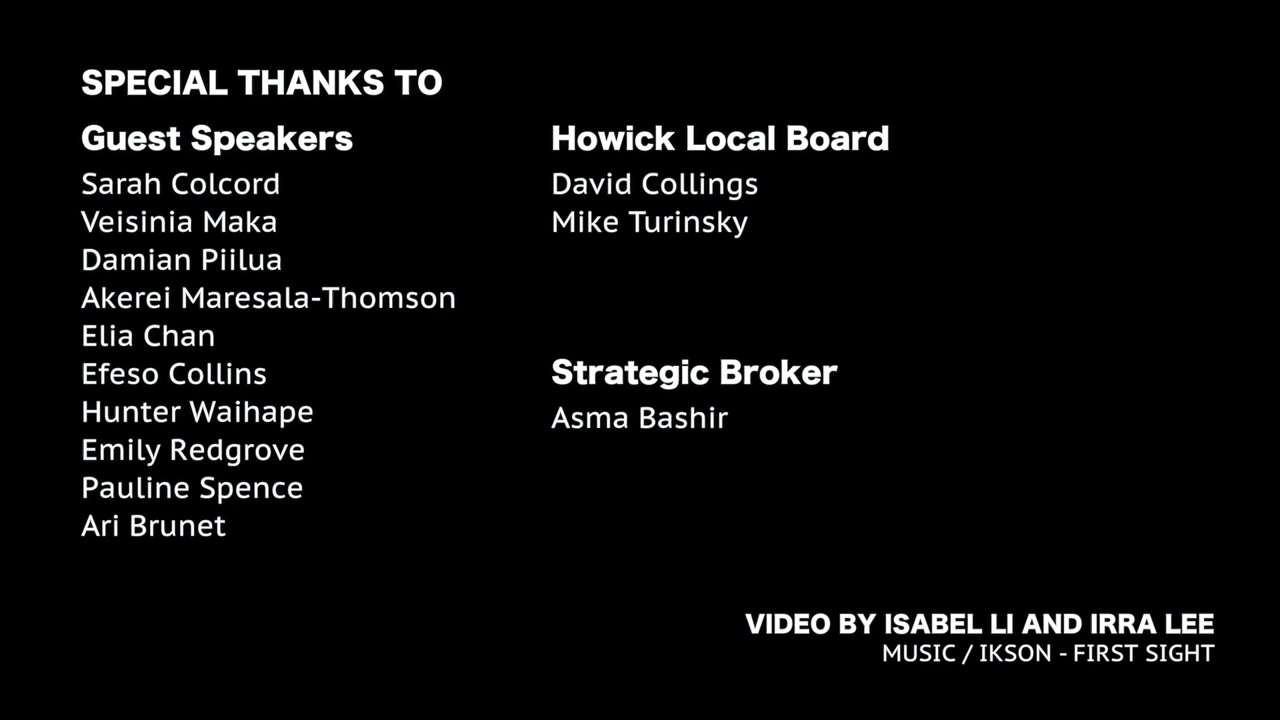 SPECIAL THANKS TO
Guest Speakers
Sarah Colcord
Veisinia Maka
Damian Piilua
Akerei Maresala-Thomson
Elia Chan
Efeso Collins
Hunter Waihape
Emily Redgrove
Pauline Spence
Ari Brunet
Howick Local Board
David Collings
Mike Turinsky
Strategic Broker
Asma Bashir
VIDEO BY ISABEL LI AND IRRA LEE
MUSIC / IKSON - FIRST SIGHT